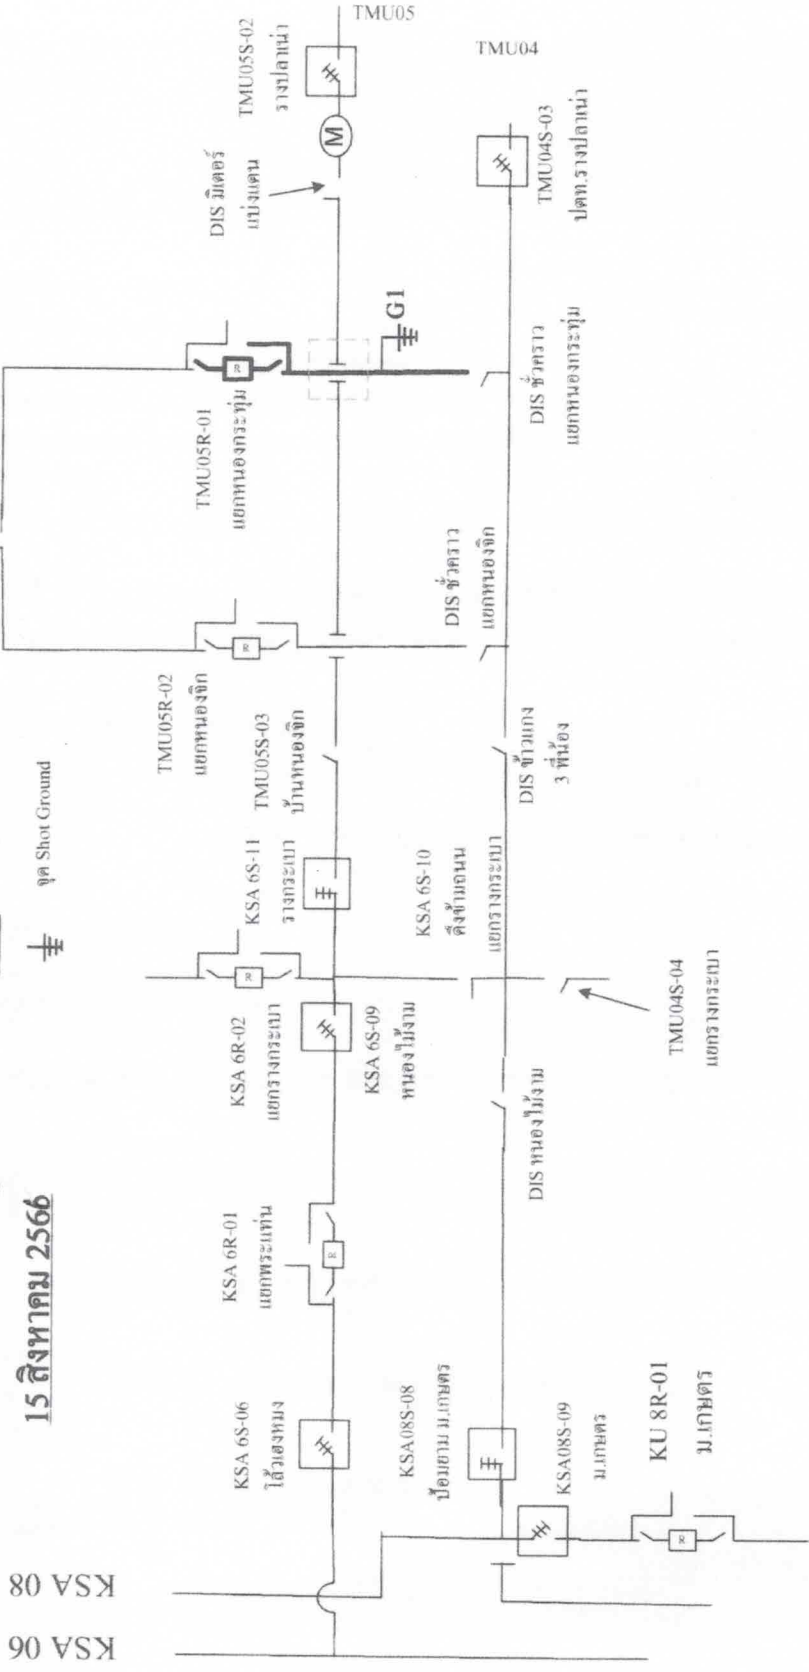 15 สิงหาคม 2566
จุด Shot Ground
KSA 06
KSA 08
KSA 6S-06
โล้วเฮงหมง
KSA 6R-01
แยกพระแท่น
KSA 6R-02
แยกรางกระเบา
KSA 6S-09
หนองไม้งาม
KSA 6S-11
รางกระเบา
TMU05S-03
บ้านหนองจิก
TMU05R-02
แยกหนองจิก
TMU05R-01
แยกหนองกระทุ่ม
G1
DIS มิเตอร์
แบ่งแดน
M
TMU05S-02
รางปลาเน่า
TMU05
TMU04
KSA08S-08
ป้อมยาม ม.เกษตร
KSA08S-09
ม.เกษตร
KU 8R-01
ม.เกษตร
DIS หนองไม้งาม
KSA 6S-10
ดึงข้ามถนน
แยกรางกระเบา
TMU04S-04
แยกรางกระเบา
DIS ข้าวแกง
3 พี่น้อง
DIS ชั่วคราว
แยกหนองจิก
DIS ชั่วคราว
แยกหนองกระทุ่ม
TMU04S-03
ปตท.รางปลาเน่า
R
R
R
R
R